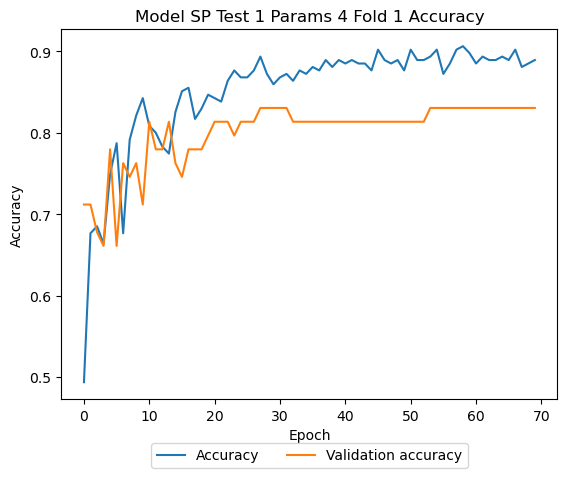 Model SP Test 1 Params 4 Fold 1 Accuracy
0.9
0.8
0.7
0.6
0.5
Accuracy
0 10 20 30 40 50 60 70
Epoch
Accuracy Validation accuracy